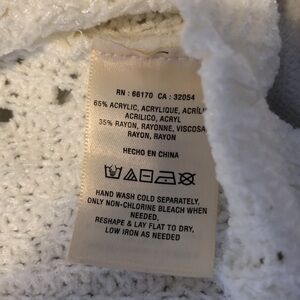 RN : 66170 CA : 32054
65% ACRYLIC, ACRYLIQUE,
ACRILICO, ACRYL
35% RAYON, RAYONNE, VISCOSA
RAYON, RAYON
HECHO EN CHINA
HAND WASH COLD SEPARATELY,
ONLY NON-CHLORINE BLEACH WHEN
NEEDED,
RESHAPE & LAY FLAT TO DRY,
LOW IRON AS NEEDED